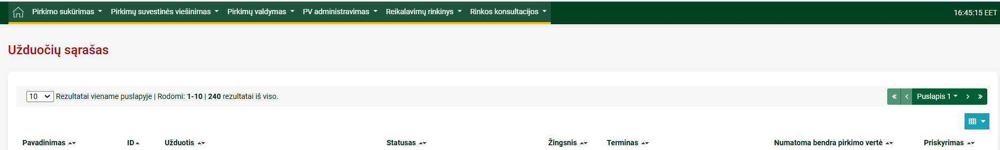 Pirkimo sukūrimas Pirkimų suvestinės viešinimas Pirkimų valdymas PV administravimas Reikalavimų rinkinys Rinkos konsultacijos 16:45:15 EET
Užduočių sąrašas
10 Rezultatai viename puslapyje | Rodomi: 1-10 | 240 rezultatai iš viso. « ‹ Puslapis 1 › »
Pavadinimas ID Užduotis Statusas Žingsnis Terminas Numatoma bendra pirkimo vertė Priskyrimas